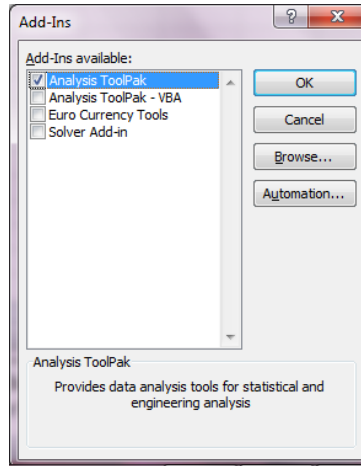 Add-Ins
?
X
Add-Ins available:
Analysis ToolPak
Analysis ToolPak - VBA
Euro Currency Tools
Solver Add-in
OK
Cancel
Browse...
Automation...
Analysis ToolPak
Provides data analysis tools for statistical and
engineering analysis